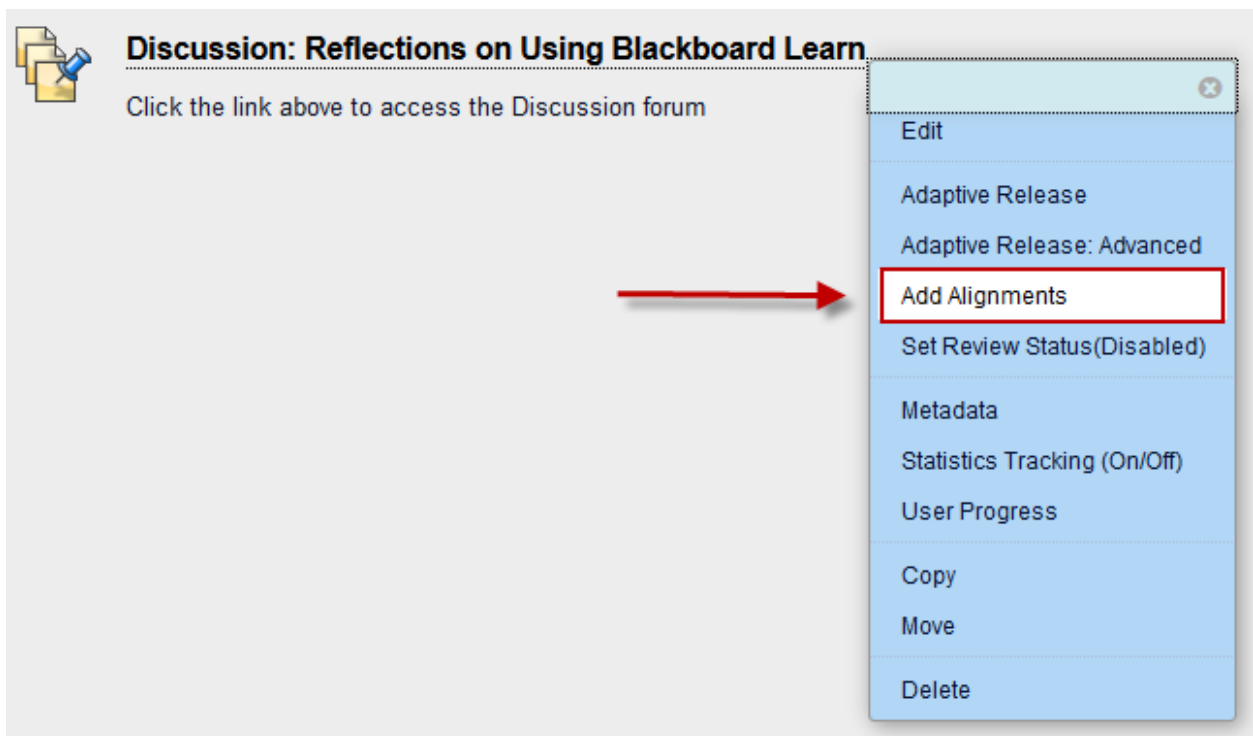 Discussion: Reflections on Using Blackboard Learn
Click the link above to access the Discussion forum
Edit
Adaptive Release
Adaptive Release: Advanced
Add Alignments
Set Review Status(Disabled)
Metadata
Statistics Tracking (On/Off)
User Progress
Copy
Move
Delete